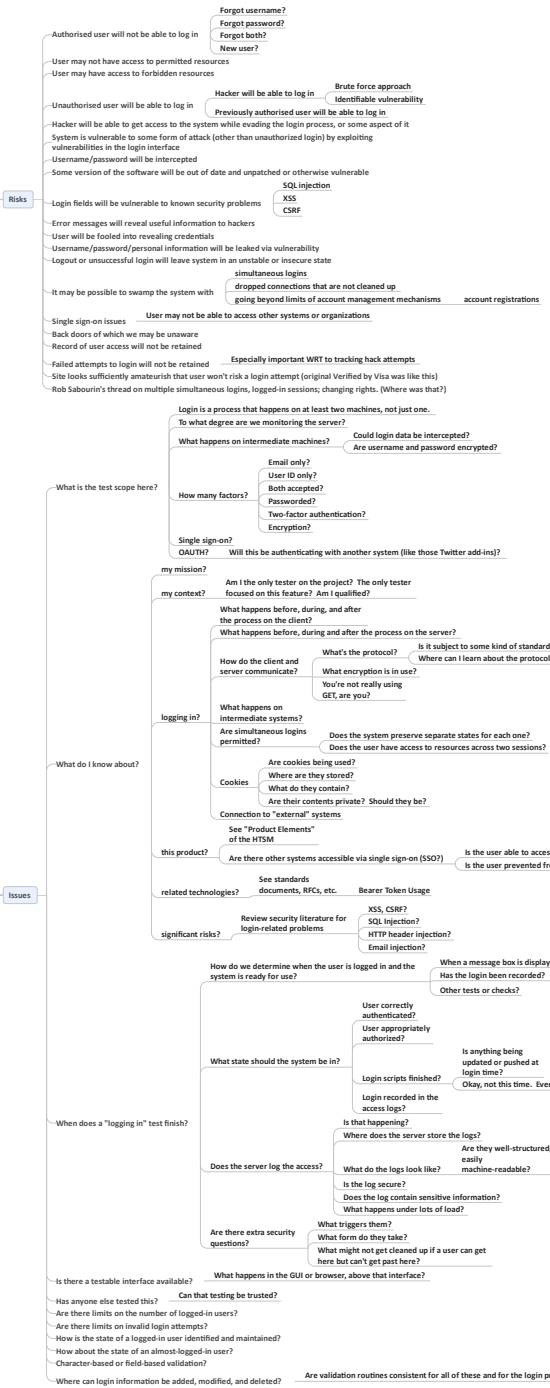 Forgot username?
Forgot password?
Authorised user will not be able to log in
Forgot both?
New user?
User may not have access to permitted resources
User may have access to forbidden resources
Brute force approach
Hacker will be able to log in
Identifiable vulnerability
Unauthorised user will be able to log in
Previously authorised user will be able to log in
Hacker will be able to get access to the system while evading the login process, or some aspect of it
System is vulnerable to some form of attack (other than unauthorized login) by exploiting
vulnerabilities in the login interface
Username/password will be intercepted
Some version of the software will be out of date and unpatched or otherwise vulnerable
SQL injection
Risks
Login fields will be vulnerable to known security problems
XSS
CSRF
Error messages will reveal useful information to hackers
User will be fooled into revealing credentials
Username/password/personal information will be leaked via vulnerability
Logout or unsuccessful login will leave system in an unstable or insecure state
simultaneous logins
It may be possible to swamp the system with
dropped connections that are not cleaned up
going beyond limits of account management mechanisms
account registrations
Single sign-on issues
User may not be able to access other systems or organizations
Back doors of which we may be unaware
Record of user access will not be retained
Failed attempts to login will not be retained
Especially important WRT to tracking hack attempts
Site looks sufficiently amateurish that user won't risk a login attempt (original Verified by Visa was like this)
Rob Sabourin's thread on multiple simultaneous logins, logged-in sessions; changing rights. (Where was that?)
Login is a process that happens on at least two machines, not just one.
To what degree are we monitoring the server?
What happens on intermediate machines?
Could login data be intercepted?
Are username and password encrypted?
What is the test scope here?
Email only?
User ID only?
How many factors?
Both accepted?
Passworded?
Two-factor authentication?
Encryption?
Single sign-on?
OAUTH?
Will this be authenticating with another system (like those Twitter add-ins)?
my mission?
my context?
Am I the only tester on the project? The only tester
focused on this feature? Am I qualified?
What happens before, during, and after
the process on the client?
What happens before, during and after the process on the server?
How do the client and
server communicate?
What's the protocol?
Is it subject to some kind of standard
Where can I learn about the protocol
What encryption is in use?
You're not really using
GET, are you?
logging in?
What happens on
intermediate systems?
Are simultaneous logins
permitted?
Does the system preserve separate states for each one?
Does the user have access to resources across two sessions?
What do I know about?
Cookies
Are cookies being used?
Where are they stored?
What do they contain?
Are their contents private? Should they be?
Connection to "external" systems
this product?
See "Product Elements"
of the HTSM
Are there other systems accessible via single sign-on (SSO)?
Is the user able to acces
Is the user prevented fr
related technologies?
See standards
documents, RFCs, etc.
Bearer Token Usage
Issues
significant risks?
Review security literature for
login-related problems
XSS, CSRF?
SQL Injection?
HTTP header injection?
Email injection?
How do we determine when the user is logged in and the
system is ready for use?
When a message box is display
Has the login been recorded?
Other tests or checks?
What state should the system be in?
User correctly
authenticated?
User appropriately
authorized?
Login scripts finished?
Is anything being
updated or pushed at
login time?
Okay, not this time. Eve
Login recorded in the
access logs?
When does a "logging in" test finish?
Does the server log the access?
Is that happening?
Where does the server store the logs?
What do the logs look like?
Are they well-structured,
easily
machine-readable?
Is the log secure?
Does the log contain sensitive information?
What happens under lots of load?
Are there extra security
questions?
What triggers them?
What form do they take?
What might not get cleaned up if a user can get
here but can't get past here?
Is there a testable interface available?
What happens in the GUI or browser, above that interface?
Has anyone else tested this?
Can that testing be trusted?
Are there limits on the number of logged-in users?
Are there limits on invalid login attempts?
How is the state of a logged-in user identified and maintained?
How about the state of an almost-logged-in user?
Character-based or field-based validation?
Where can login information be added, modified, and deleted?
Are validation routines consistent for all of these and for the login p